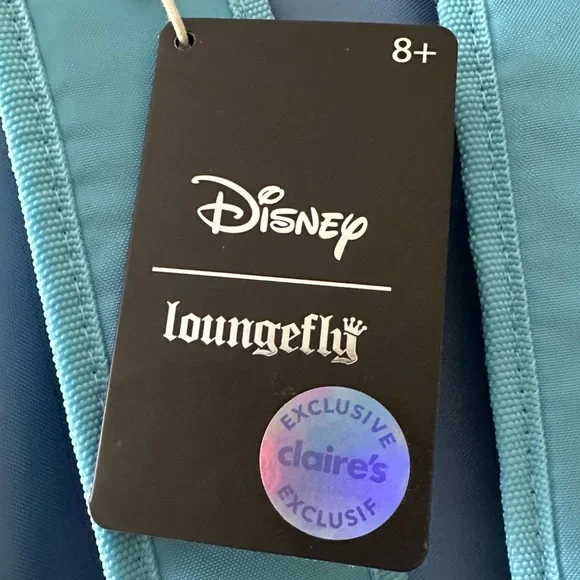 8+
Disney
loungefly
EXCLUSIVE
claire's
EXCLUSIF